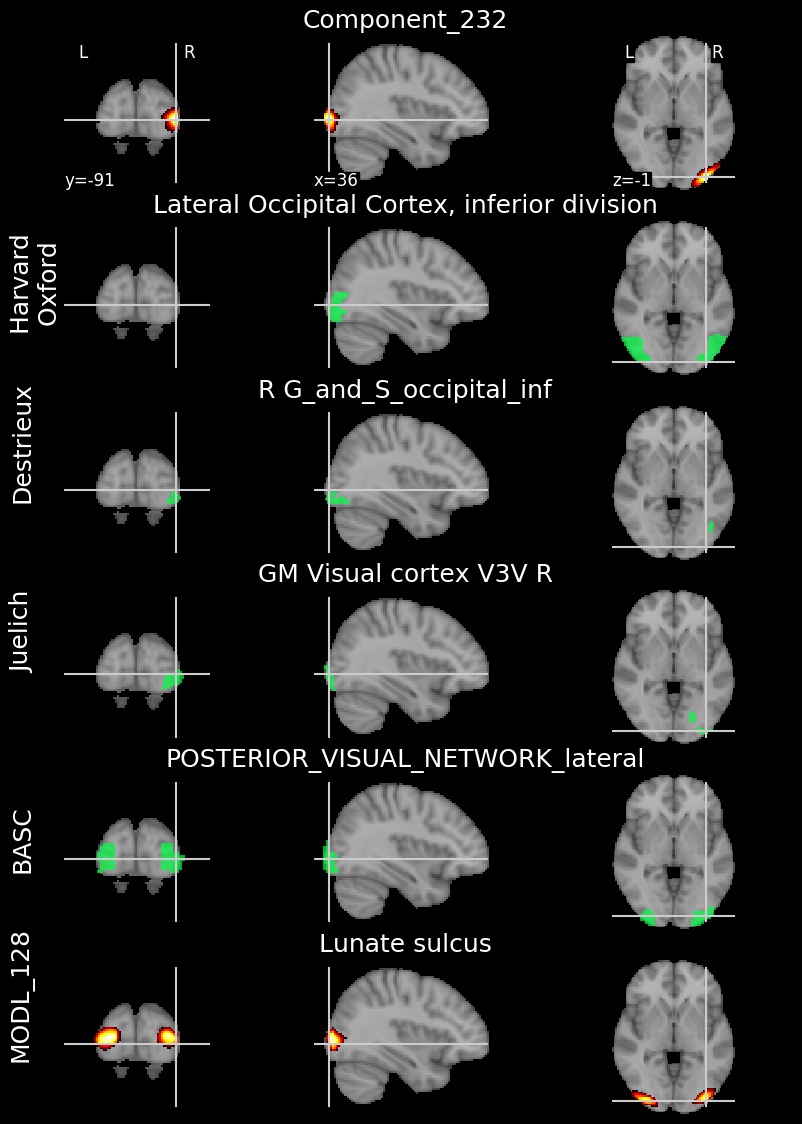 Component_232
L R
L R
y=-91
x=36
z=-1
Lateral Occipital Cortex, inferior division
Harvard
Oxford
R G_and_S_occipital_inf
Destrieux
GM Visual cortex V3V R
Juelich
POSTERIOR_VISUAL_NETWORK_lateral
BASC
Lunate sulcus
MODL_128